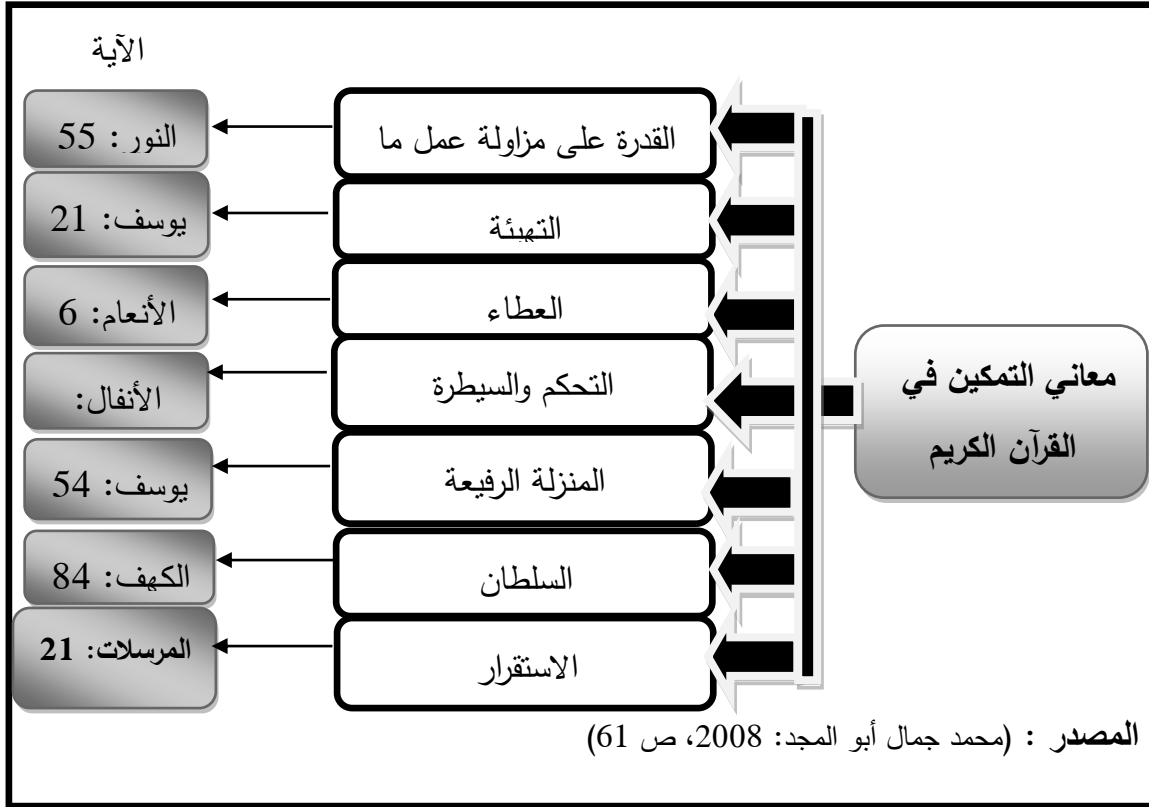 الآية
معاني التمكين في
القرآن الكريم
القدرة على مزاولة عمل ما
النور: 55
التهيئة
يوسف: 21
العطاء
الأنعام: 6
التحكم والسيطرة
الأنفال:
المنزلة الرفيعة
يوسف: 54
السلطان
الكهف: 84
الاستقرار
المرسلات: 21
المصدر : (محمد جمال أبو المجد: 2008، ص 61)